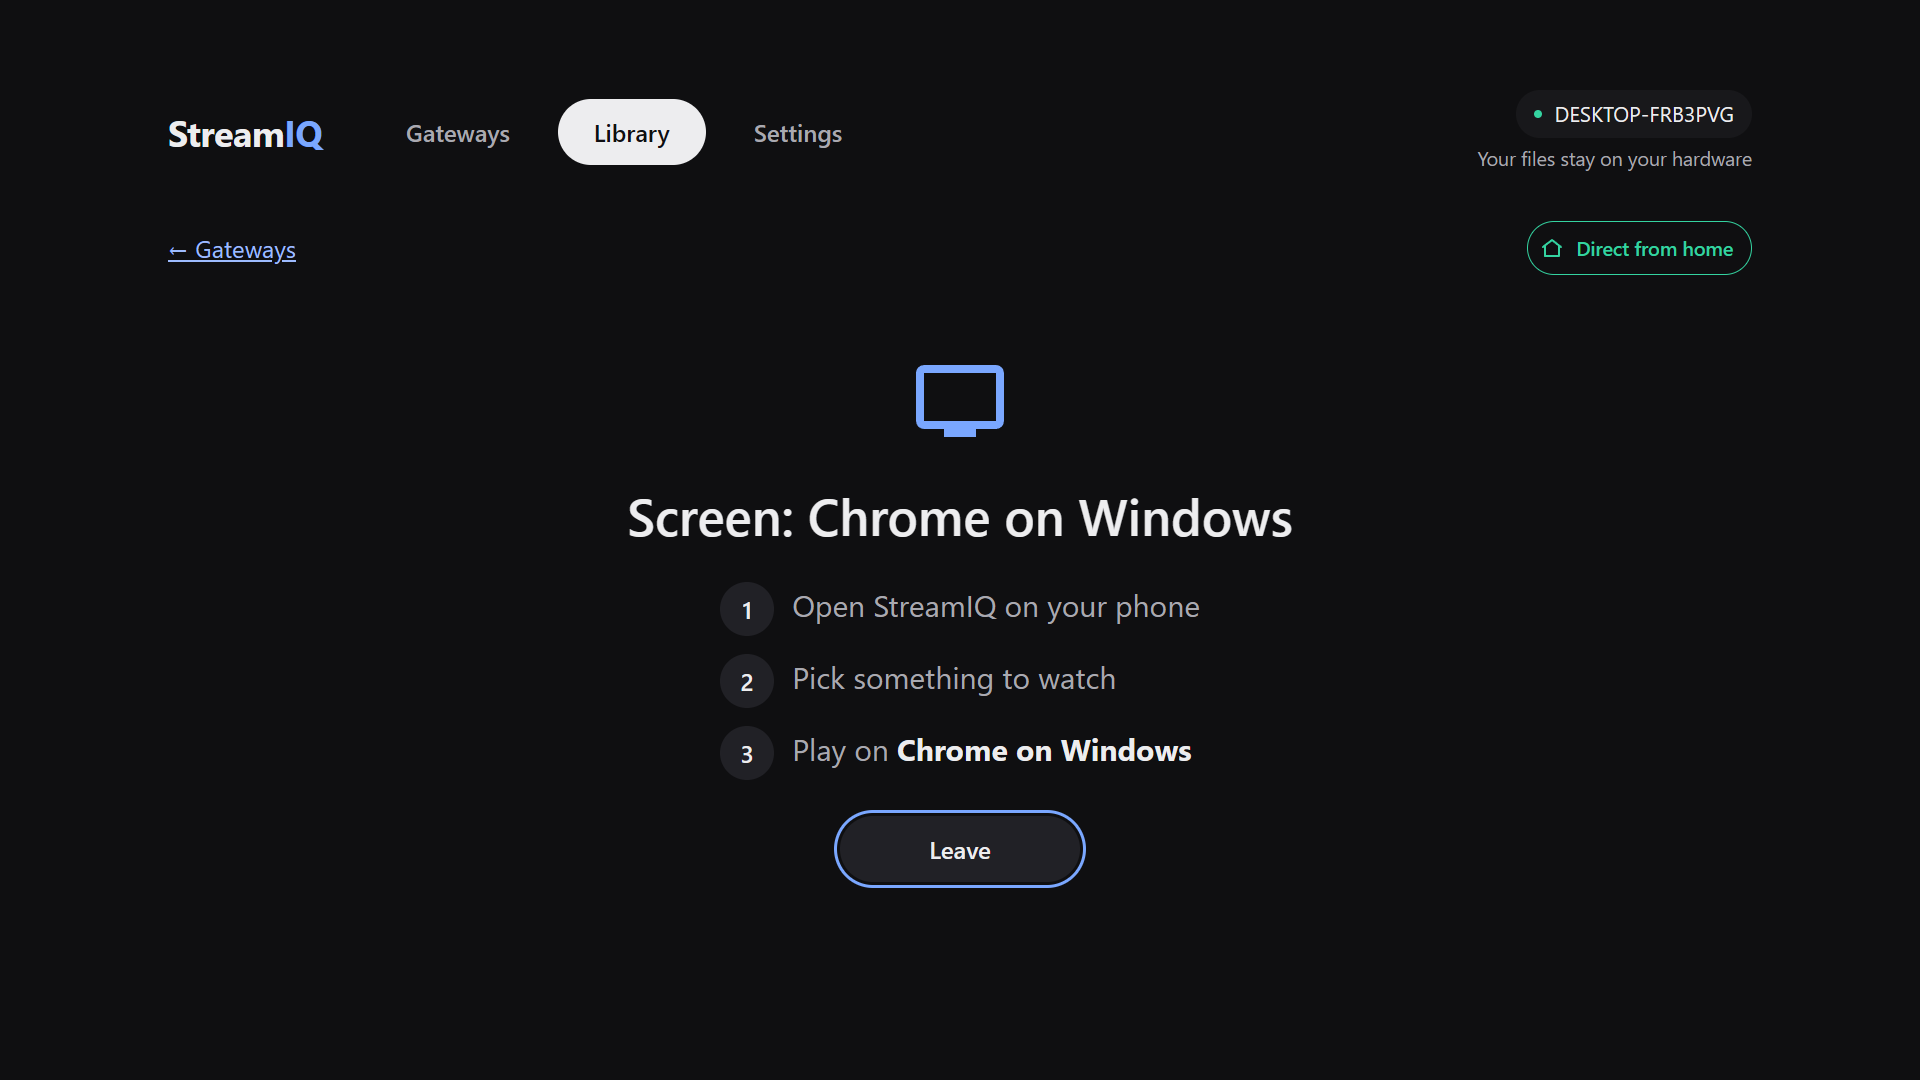 StreamIQ
Gateways
Library
Settings
DESKTOP-FRB3PVG
Your files stay on your hardware
← Gateways
Direct from home
Screen: Chrome on Windows
1 Open StreamIQ on your phone
2 Pick something to watch
3 Play on Chrome on Windows
Leave